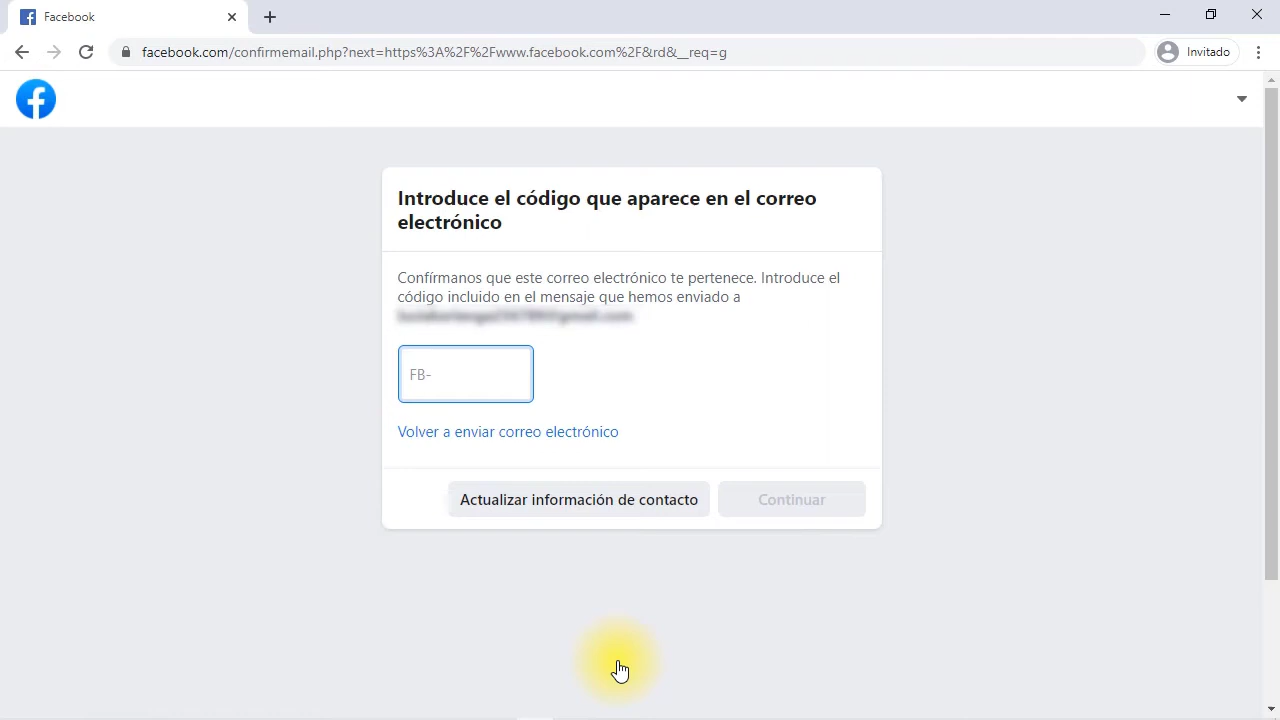 Facebook
facebook.com/confirmemail.php?next=https%3A%2F%2Fwww.facebook.com%2F&rd&__req=g
Invitado
Introduce el código que aparece en el correo
electrónico
Confírmanos que este correo electrónico te pertenece. Introduce el
código incluido en el mensaje que hemos enviado a
FB-
Volver a enviar correo electrónico
Actualizar información de contacto
Continuar